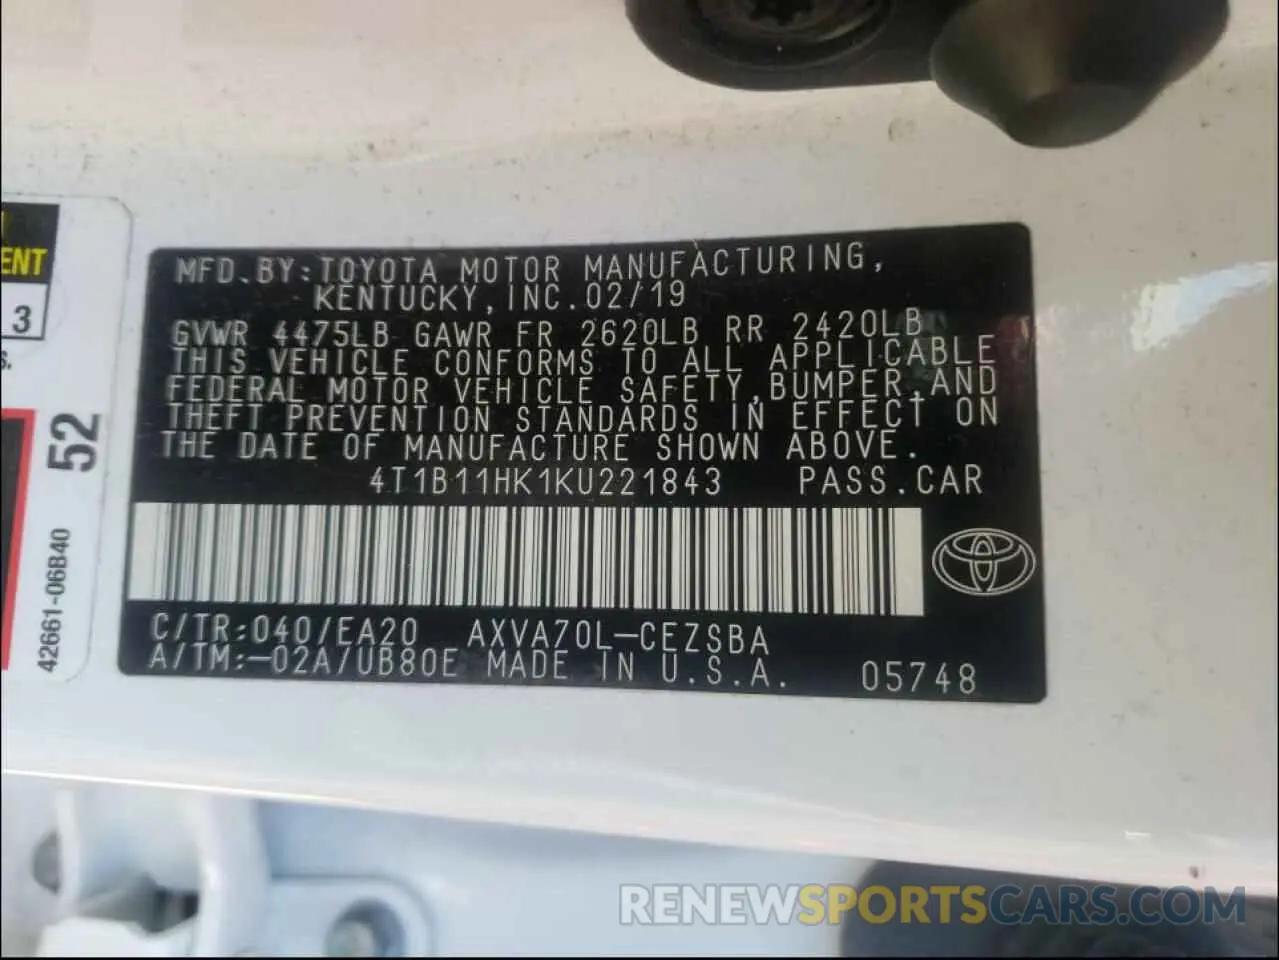 ENT
3
s.
52
42661-06B40
MFD.BY:TOYOTA MOTOR MANUFACTURING,
KENTUCKY,INC.02/19
GVWR 4475LB GAWR FR 2620LB RR 2420LB
THIS VEHICLE CONFORMS TO ALL APPLICABLE
FEDERAL MOTOR VEHICLE SAFETY,BUMPER,AND
THEFT PREVENTION STANDARDS IN EFFECT ON
THE DATE OF MANUFACTURE SHOWN ABOVE.
4T1B11HK1KU221843 PASS.CAR
C/TR:040/EA20 AXVA70L-CEZSBA
A/TM:-02A/UB80E MADE IN U.S.A. 05748
RENEWSPORTSCARS.COM